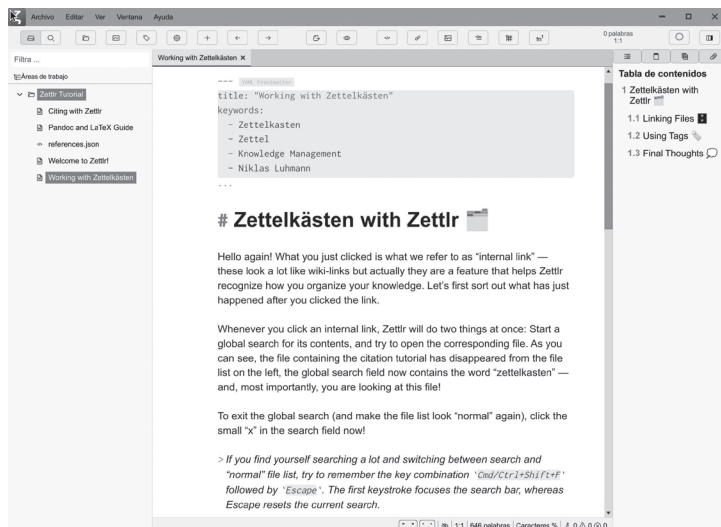 Archivo Editar Ver Ventana Ayuda
0 palabras
1:1
Filtra ...
Áreas de trabajo
Zettlr Tutorial
Citing with Zettlr
Pandoc and LaTeX Guide
references.json
Welcome to Zettlr!
Working with Zettelkästen
Working with Zettelkästen ×
--- YAML Frontmatter
title: "Working with Zettelkästen"
keywords:
- Zettelkasten
- Zettel
- Knowledge Management
- Niklas Luhmann
...
# Zettelkästen with Zettlr
Hello again! What you just clicked is what we refer to as “internal link” —
these look a lot like wiki-links but actually they are a feature that helps Zettlr
recognize how you organize your knowledge. Let’s first sort out what has just
happened after you clicked the link.
Whenever you click an internal link, Zettlr will do two things at once: Start a
global search for its contents, and try to open the corresponding file. As you
can see, the file containing the citation tutorial has disappeared from the file
list on the left, the global search field now contains the word “zettelkasten” —
and, most importantly, you are looking at this file!
To exit the global search (and make the file list look “normal” again), click the
small “x” in the search field now!
> If you find yourself searching a lot and switching between search and
“normal” file list, try to remember the key combination `Cmd/Ctrl+Shift+F`
followed by `Escape`. The first keystroke focuses the search bar, whereas
Escape resets the current search.
1:1 646 palabras Caracteres % 0 0 0
Tabla de contenidos
1 Zettelkästen with
Zettlr
1.1 Linking Files
1.2 Using Tags
1.3 Final Thoughts